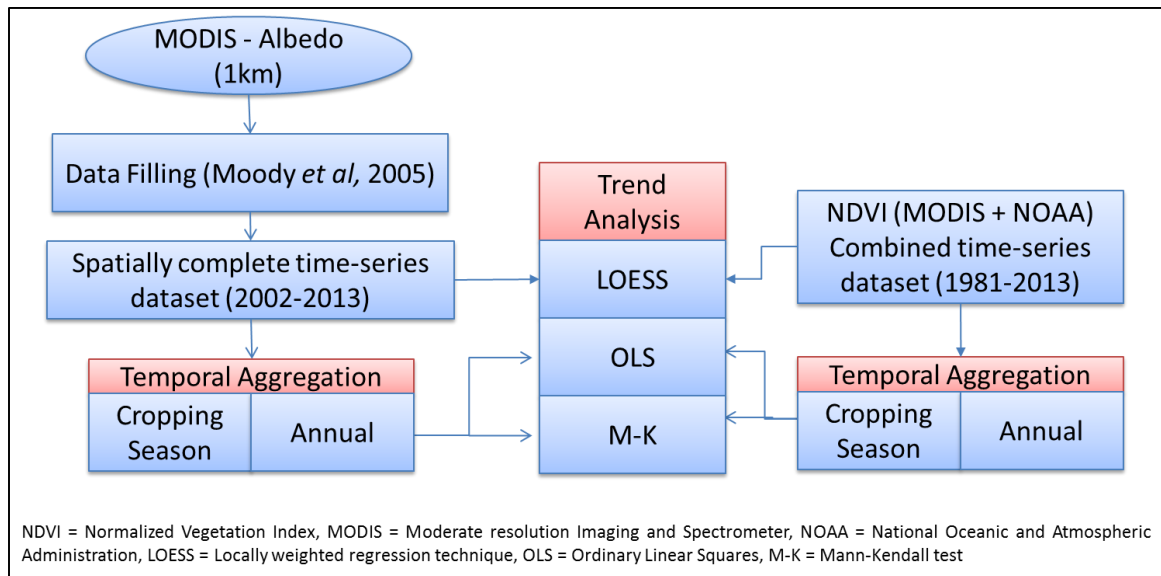 MODIS - Albedo
(1km)
Data Filling (Moody et al, 2005)
Spatially complete time-series
dataset (2002-2013)
Temporal Aggregation
Cropping
Season
Annual
Trend
Analysis
LOESS
OLS
M-K
NDVI (MODIS + NOAA)
Combined time-series
dataset (1981-2013)
Temporal Aggregation
Cropping
Season
Annual
NDVI = Normalized Vegetation Index, MODIS = Moderate resolution Imaging and Spectrometer, NOAA = National Oceanic and Atmospheric
Administration, LOESS = Locally weighted regression technique, OLS = Ordinary Linear Squares, M-K = Mann-Kendall test